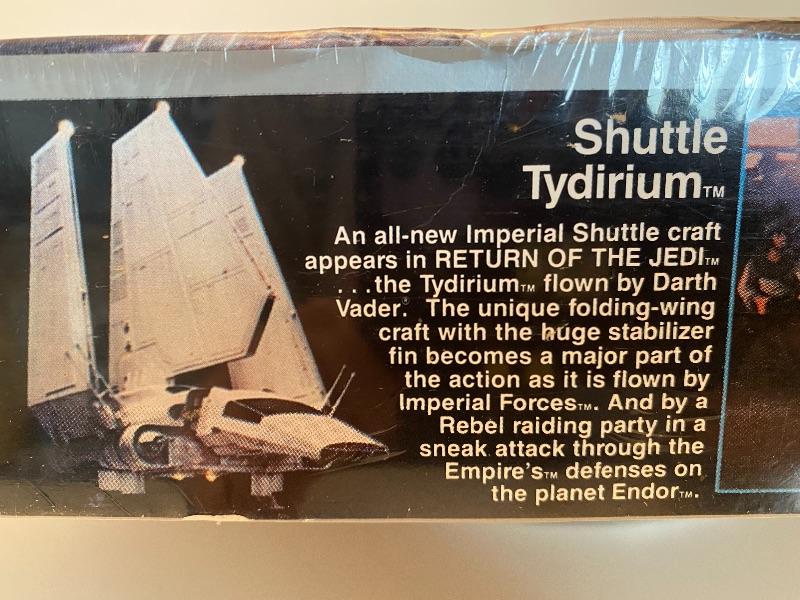 Shuttle
Tydirium™
An all-new Imperial Shuttle craft
appears in RETURN OF THE JEDI™
. . .the Tydirium™ flown by Darth
Vader.® The unique folding-wing
craft with the huge stabilizer
fin becomes a major part of
the action as it is flown by
Imperial Forces™. And by a
Rebel raiding party in a
sneak attack through the
Empire's™ defenses on
the planet Endor™.